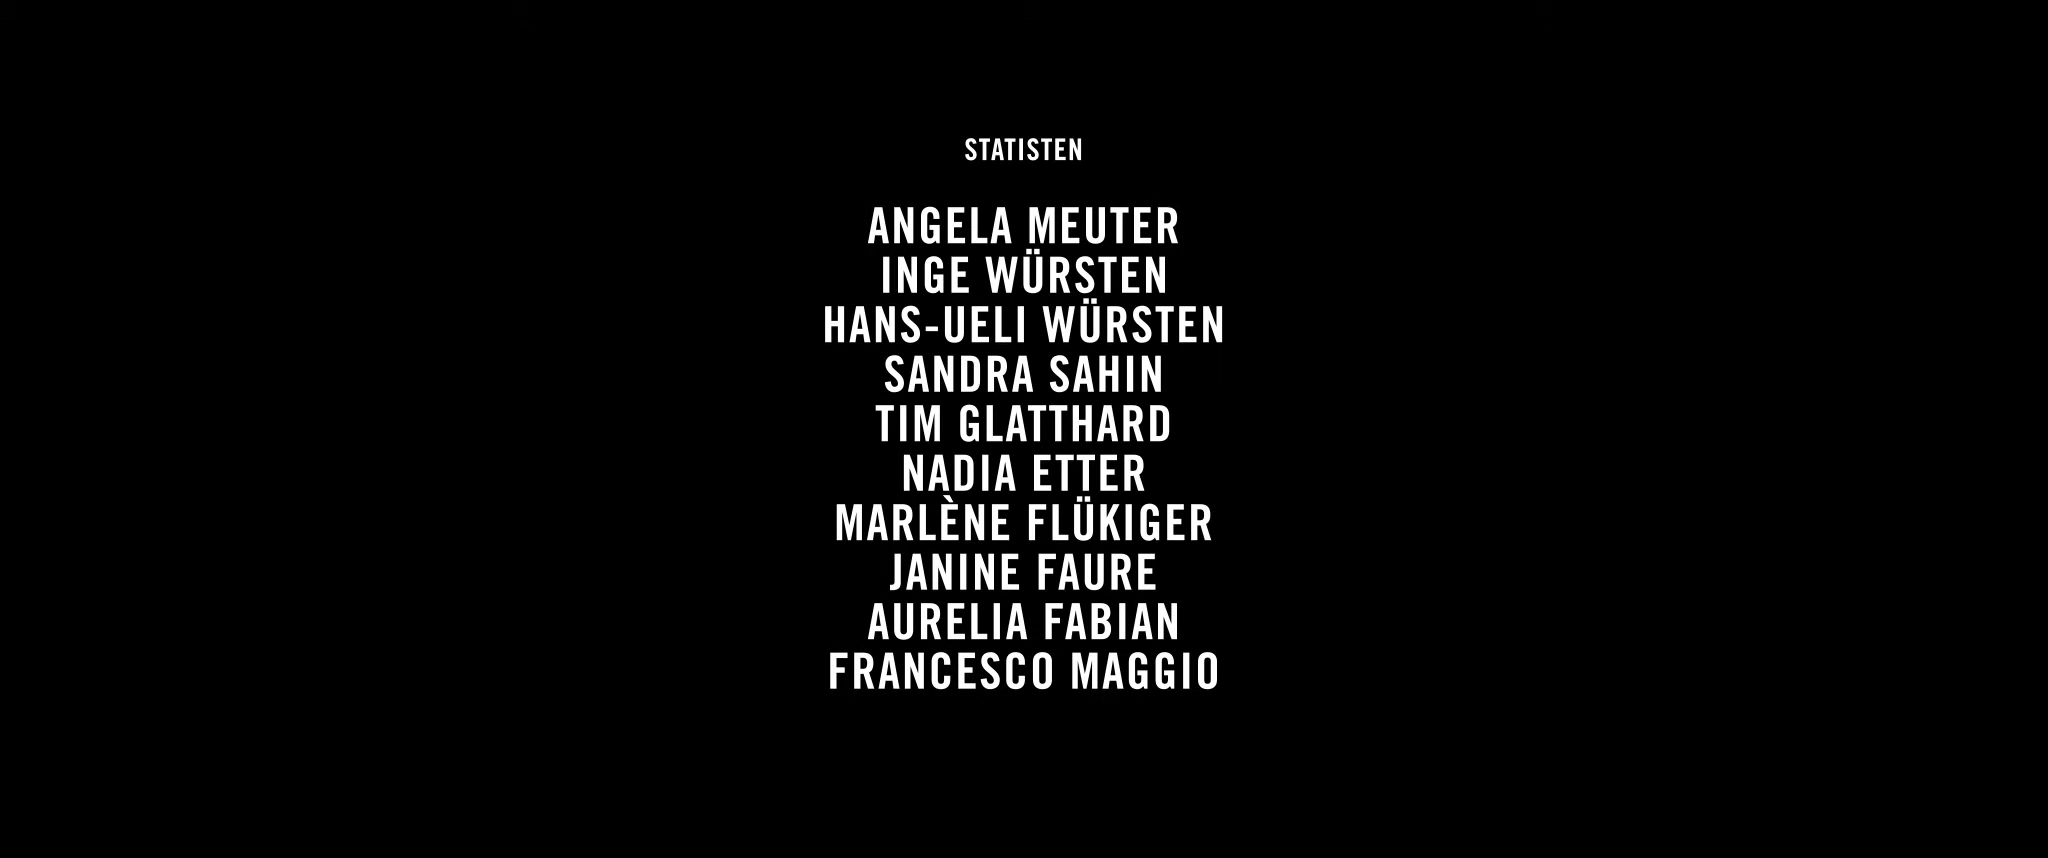 STATISTEN
ANGELA MEUTER
INGE WÜRSTEN
HANS-UELI WÜRSTEN
SANDRA SAHIN
TIM GLATTHARD
NADIA ETTER
MARLÈNE FLÜKIGER
JANINE FAURE
AURELIA FABIAN
FRANCESCO MAGGIO